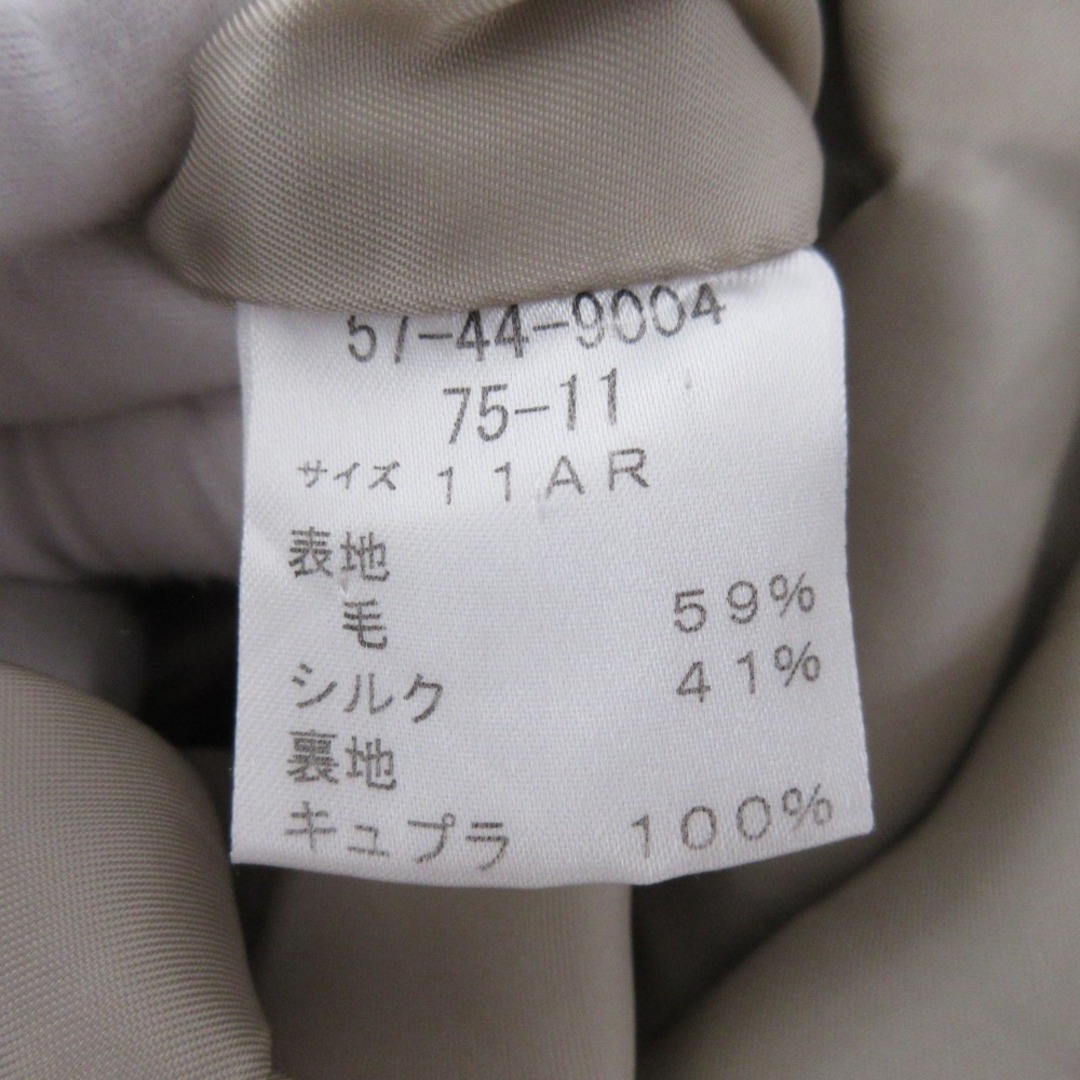 57-44-9004
75-11
サイズ 11AR
表地
毛 59%
シルク 41%
裏地
キュプラ 100%